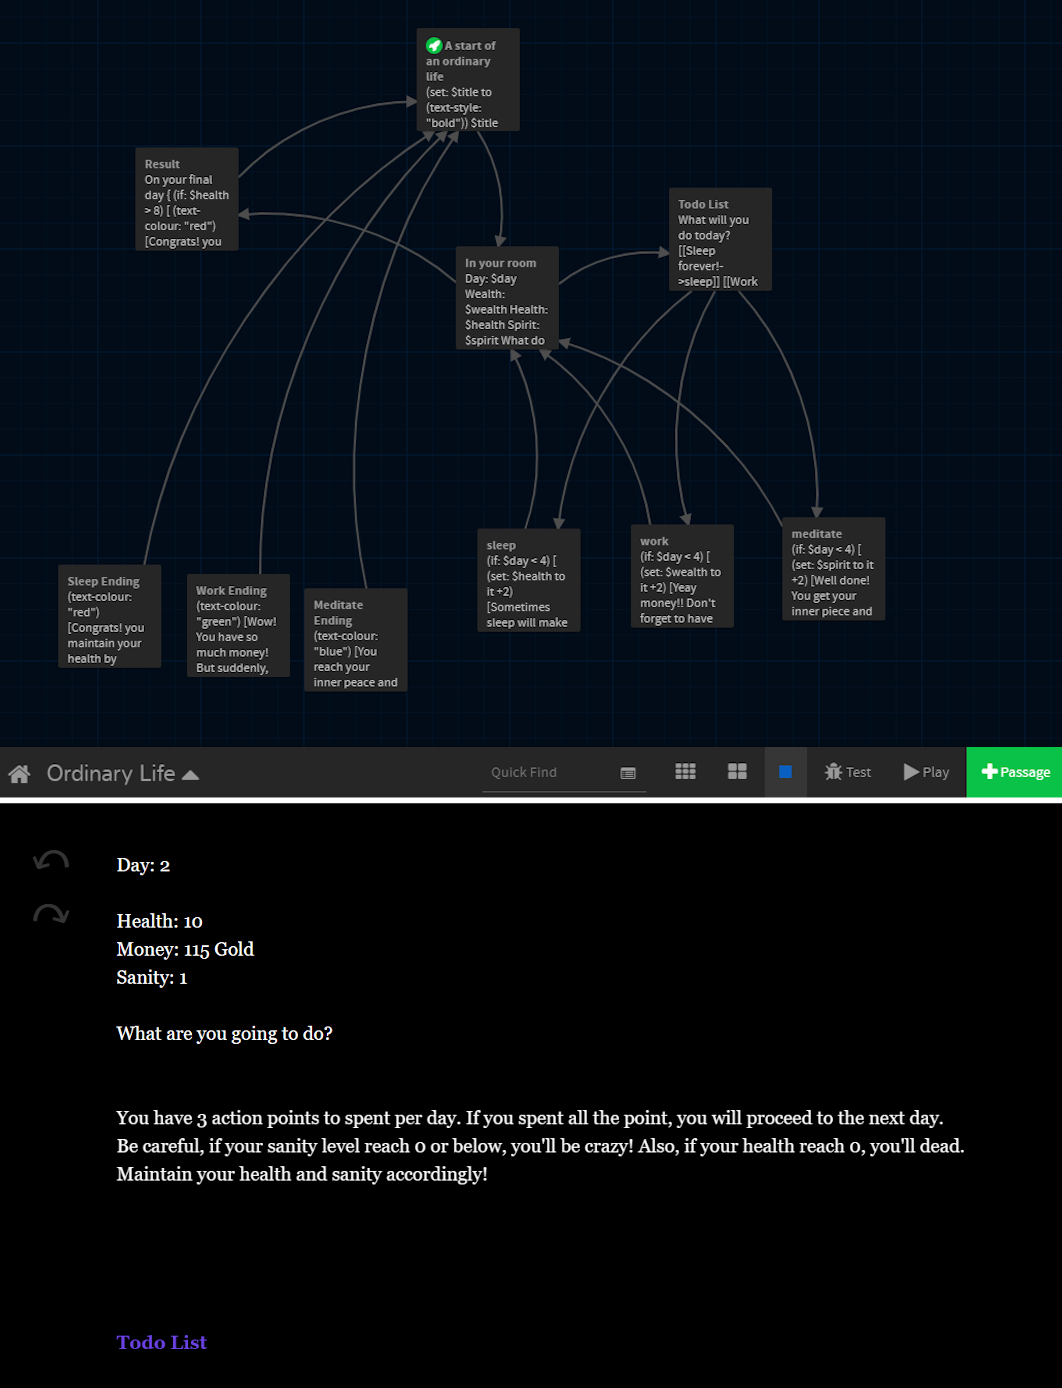 A start of
an ordinary
life
(set: $title to
(text-style:
"bold")) $title
Result
On your final
day { (if: $health
> 8) [ (text-
colour: "red")
[Congrats! you
Todo List
What will you
do today?
[[Sleep
forever!-
>sleep]] [[Work
In your room
Day: $day
Wealth:
$wealth Health:
$health Spirit:
$spirit What do
Sleep Ending
(text-colour:
"red")
[Congrats! you
maintain your
health by
Work Ending
(text-colour:
"green") [Wow!
You have so
much money!
But suddenly,
Meditate
Ending
(text-colour:
"blue") [You
reach your
inner peace and
sleep
(if: $day < 4) [
(set: $health to
it +2)
[Sometimes
sleep will make
work
(if: $day < 4) [
(set: $wealth to
it +2) [Yeay
money!! Don't
forget to have
meditate
(if: $day < 4) [
(set: $spirit to it
+2) [Well done!
You get your
inner piece and
Ordinary Life
Quick Find
Test
Play
Passage
Day: 2
Health: 10
Money: 115 Gold
Sanity: 1
What are you going to do?
You have 3 action points to spent per day. If you spent all the point, you will proceed to the next day.
Be careful, if your sanity level reach 0 or below, you'll be crazy! Also, if your health reach 0, you'll dead.
Maintain your health and sanity accordingly!
Todo List